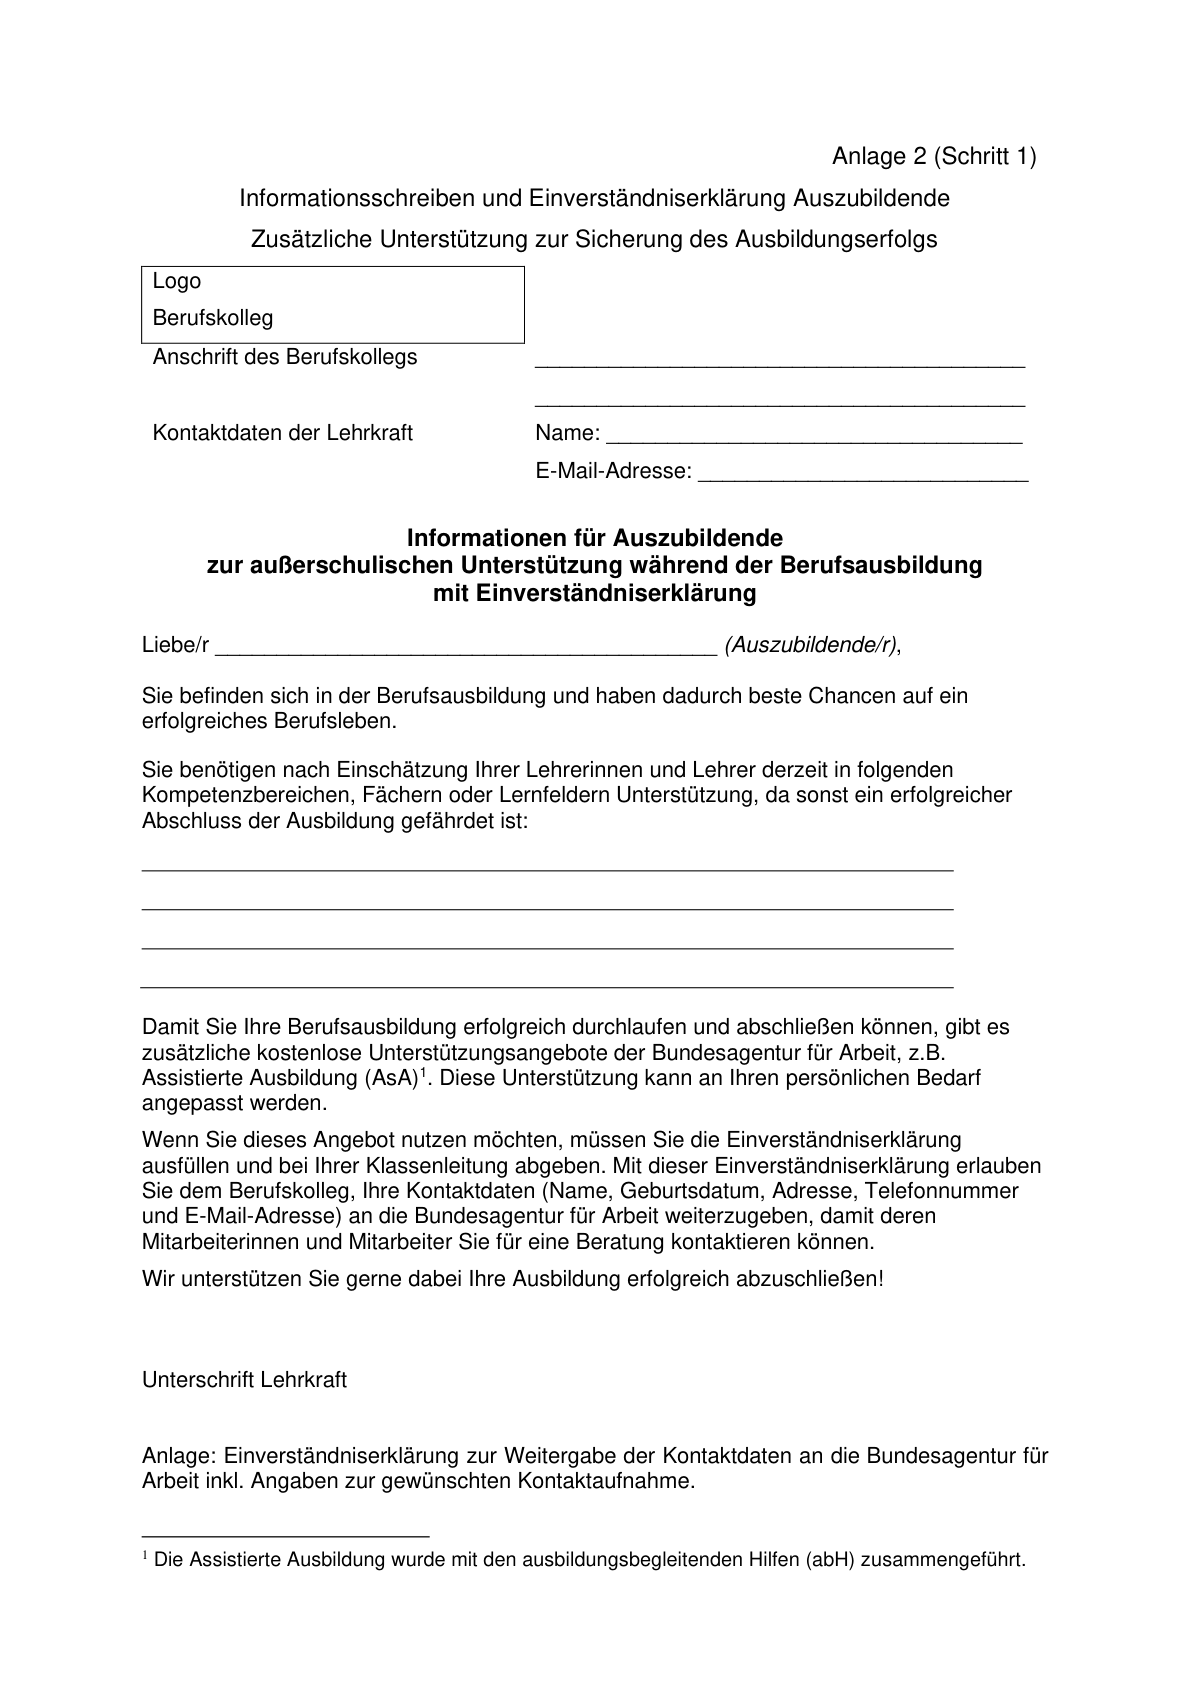 Anlage 2 (Schritt 1)
Informationsschreiben und Einverständniserklärung Auszubildende
Zusätzliche Unterstützung zur Sicherung des Ausbildungserfolgs
Logo
Berufskolleg
Anschrift des Berufskollegs ________________________________________
________________________________________
Kontaktdaten der Lehrkraft Name: __________________________________
E-Mail-Adresse: ___________________________
Informationen für Auszubildende
zur außerschulischen Unterstützung während der Berufsausbildung
mit Einverständniserklärung
Liebe/r _________________________________________ (Auszubildende/r),
Sie befinden sich in der Berufsausbildung und haben dadurch beste Chancen auf ein
erfolgreiches Berufsleben.
Sie benötigen nach Einschätzung Ihrer Lehrerinnen und Lehrer derzeit in folgenden
Kompetenzbereichen, Fächern oder Lernfeldern Unterstützung, da sonst ein erfolgreicher
Abschluss der Ausbildung gefährdet ist:
Damit Sie Ihre Berufsausbildung erfolgreich durchlaufen und abschließen können, gibt es
zusätzliche kostenlose Unterstützungsangebote der Bundesagentur für Arbeit, z.B.
Assistierte Ausbildung (AsA)¹. Diese Unterstützung kann an Ihren persönlichen Bedarf
angepasst werden.
Wenn Sie dieses Angebot nutzen möchten, müssen Sie die Einverständniserklärung
ausfüllen und bei Ihrer Klassenleitung abgeben. Mit dieser Einverständniserklärung erlauben
Sie dem Berufskolleg, Ihre Kontaktdaten (Name, Geburtsdatum, Adresse, Telefonnummer
und E-Mail-Adresse) an die Bundesagentur für Arbeit weiterzugeben, damit deren
Mitarbeiterinnen und Mitarbeiter Sie für eine Beratung kontaktieren können.
Wir unterstützen Sie gerne dabei Ihre Ausbildung erfolgreich abzuschließen!
Unterschrift Lehrkraft
Anlage: Einverständniserklärung zur Weitergabe der Kontaktdaten an die Bundesagentur für
Arbeit inkl. Angaben zur gewünschten Kontaktaufnahme.
¹ Die Assistierte Ausbildung wurde mit den ausbildungsbegleitenden Hilfen (abH) zusammengeführt.